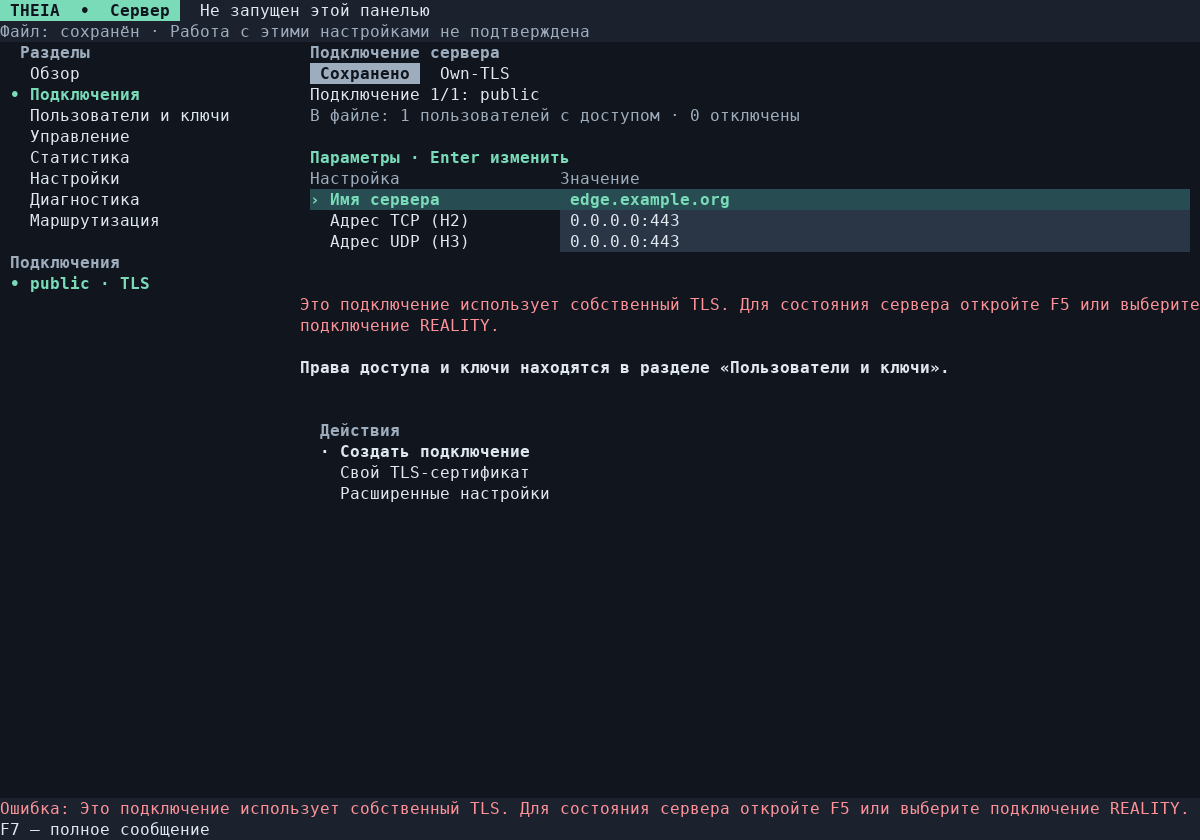 THEIA • Сервер Не запущен этой панелью
Файл: сохранён · Работа с этими настройками не подтверждена
Разделы
Обзор
• Подключения
Пользователи и ключи
Управление
Статистика
Настройки
Диагностика
Маршрутизация
Подключения
• public · TLS
Подключение сервера
Сохранено Own-TLS
Подключение 1/1: public
В файле: 1 пользователей с доступом · 0 отключены
Параметры · Enter изменить
Настройка Значение
› Имя сервера edge.example.org
Адрес TCP (H2) 0.0.0.0:443
Адрес UDP (H3) 0.0.0.0:443
Это подключение использует собственный TLS. Для состояния сервера откройте F5 или выберите
подключение REALITY.
Права доступа и ключи находятся в разделе «Пользователи и ключи».
Действия
· Создать подключение
Свой TLS-сертификат
Расширенные настройки
Ошибка: Это подключение использует собственный TLS. Для состояния сервера откройте F5 или выберите подключение REALITY.
F7 — полное сообщение